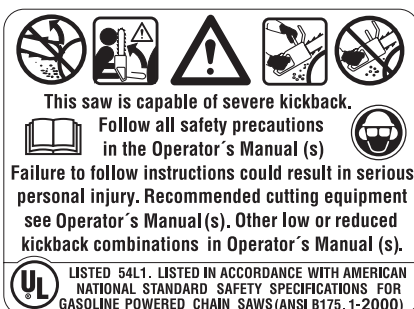 This saw is capable of severe kickback.
Follow all safety precautions
in the Operator´s Manual (s)
Failure to follow instructions could result in serious
personal injury. Recommended cutting equipment
see Operator´s Manual(s). Other low or reduced
kickback combinations in Operator´s Manual (s).
UL
LISTED 54L1. LISTED IN ACCORDANCE WITH AMERICAN
NATIONAL STANDARD SAFETY SPECIFICATIONS FOR
GASOLINE POWERED CHAIN SAWS(ANSI B175.1-2000)